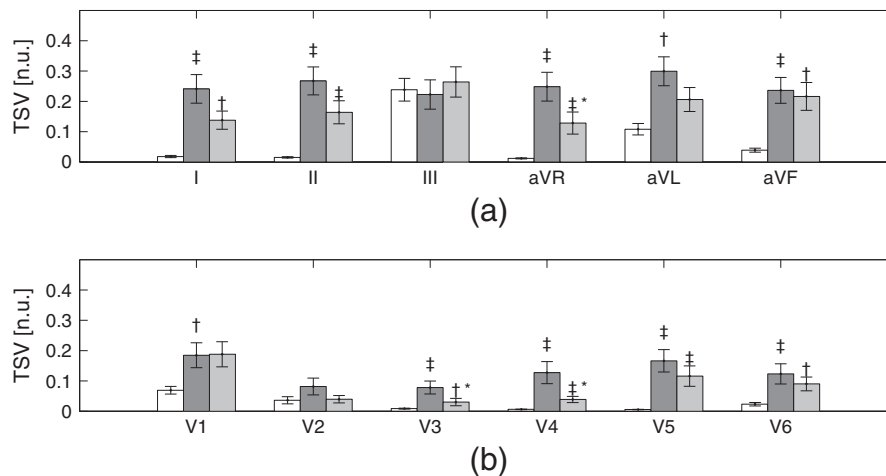 TSV [n.u.]
0.4
0.3
0.2
0.1
0
‡ ‡ ‡ † ‡
† ‡ ‡* †
I II III aVR aVL aVF
(a)
TSV [n.u.]
0.4
0.3
0.2
0.1
0
† ‡ ‡ ‡ ‡
†* ‡* ‡ †
V1 V2 V3 V4 V5 V6
(b)